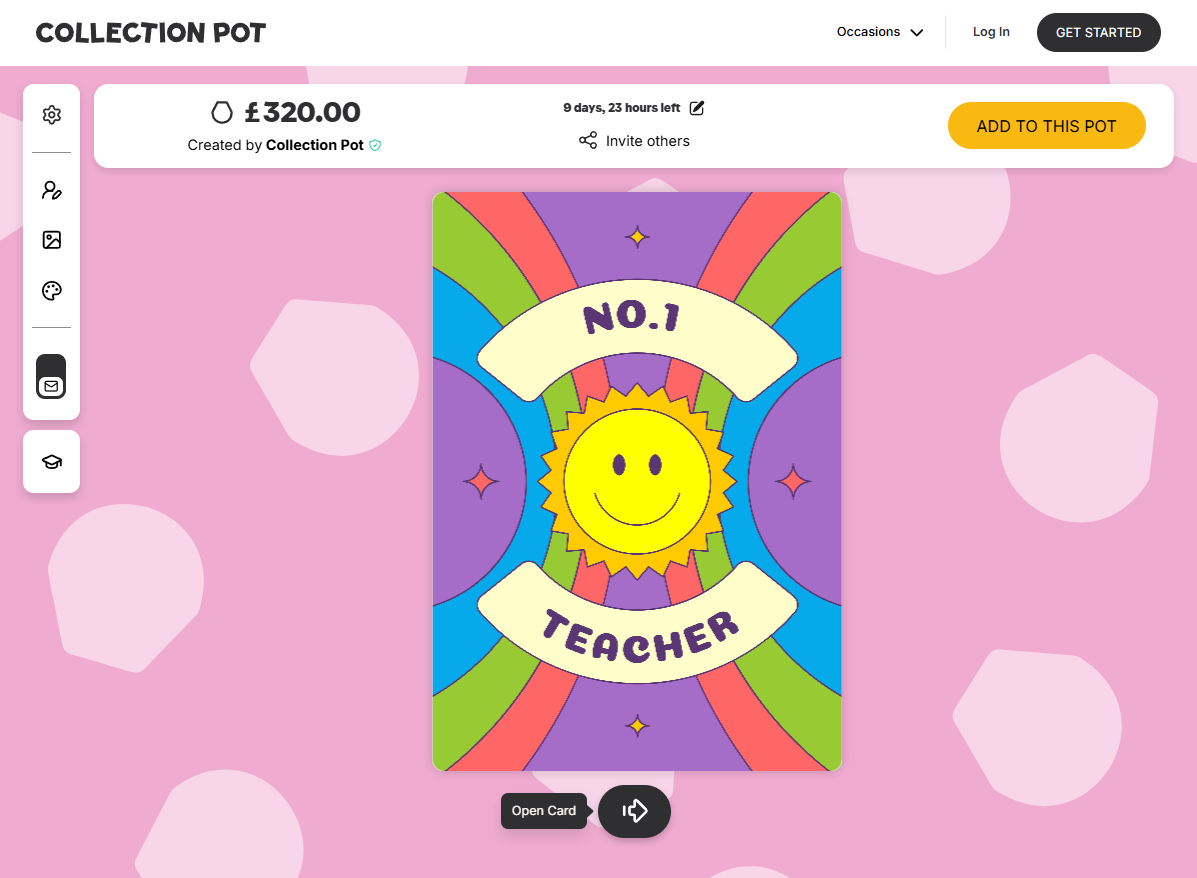 COLLECTION POT
Occasions
Log In
GET STARTED
£320.00
Created by Collection Pot
9 days, 23 hours left
Invite others
ADD TO THIS POT
NO.1
TEACHER
Open Card